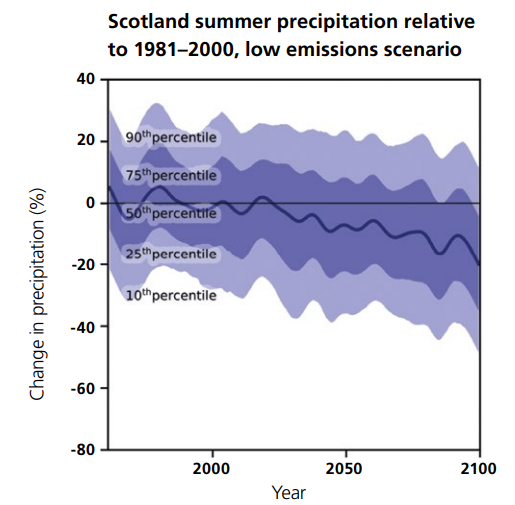 Scotland summer precipitation relative
to 1981–2000, low emissions scenario
40
20
0
-20
-40
-60
-80
Change in precipitation (%)
90th percentile
75th percentile
50th percentile
25th percentile
10th percentile
2000
2050
2100
Year